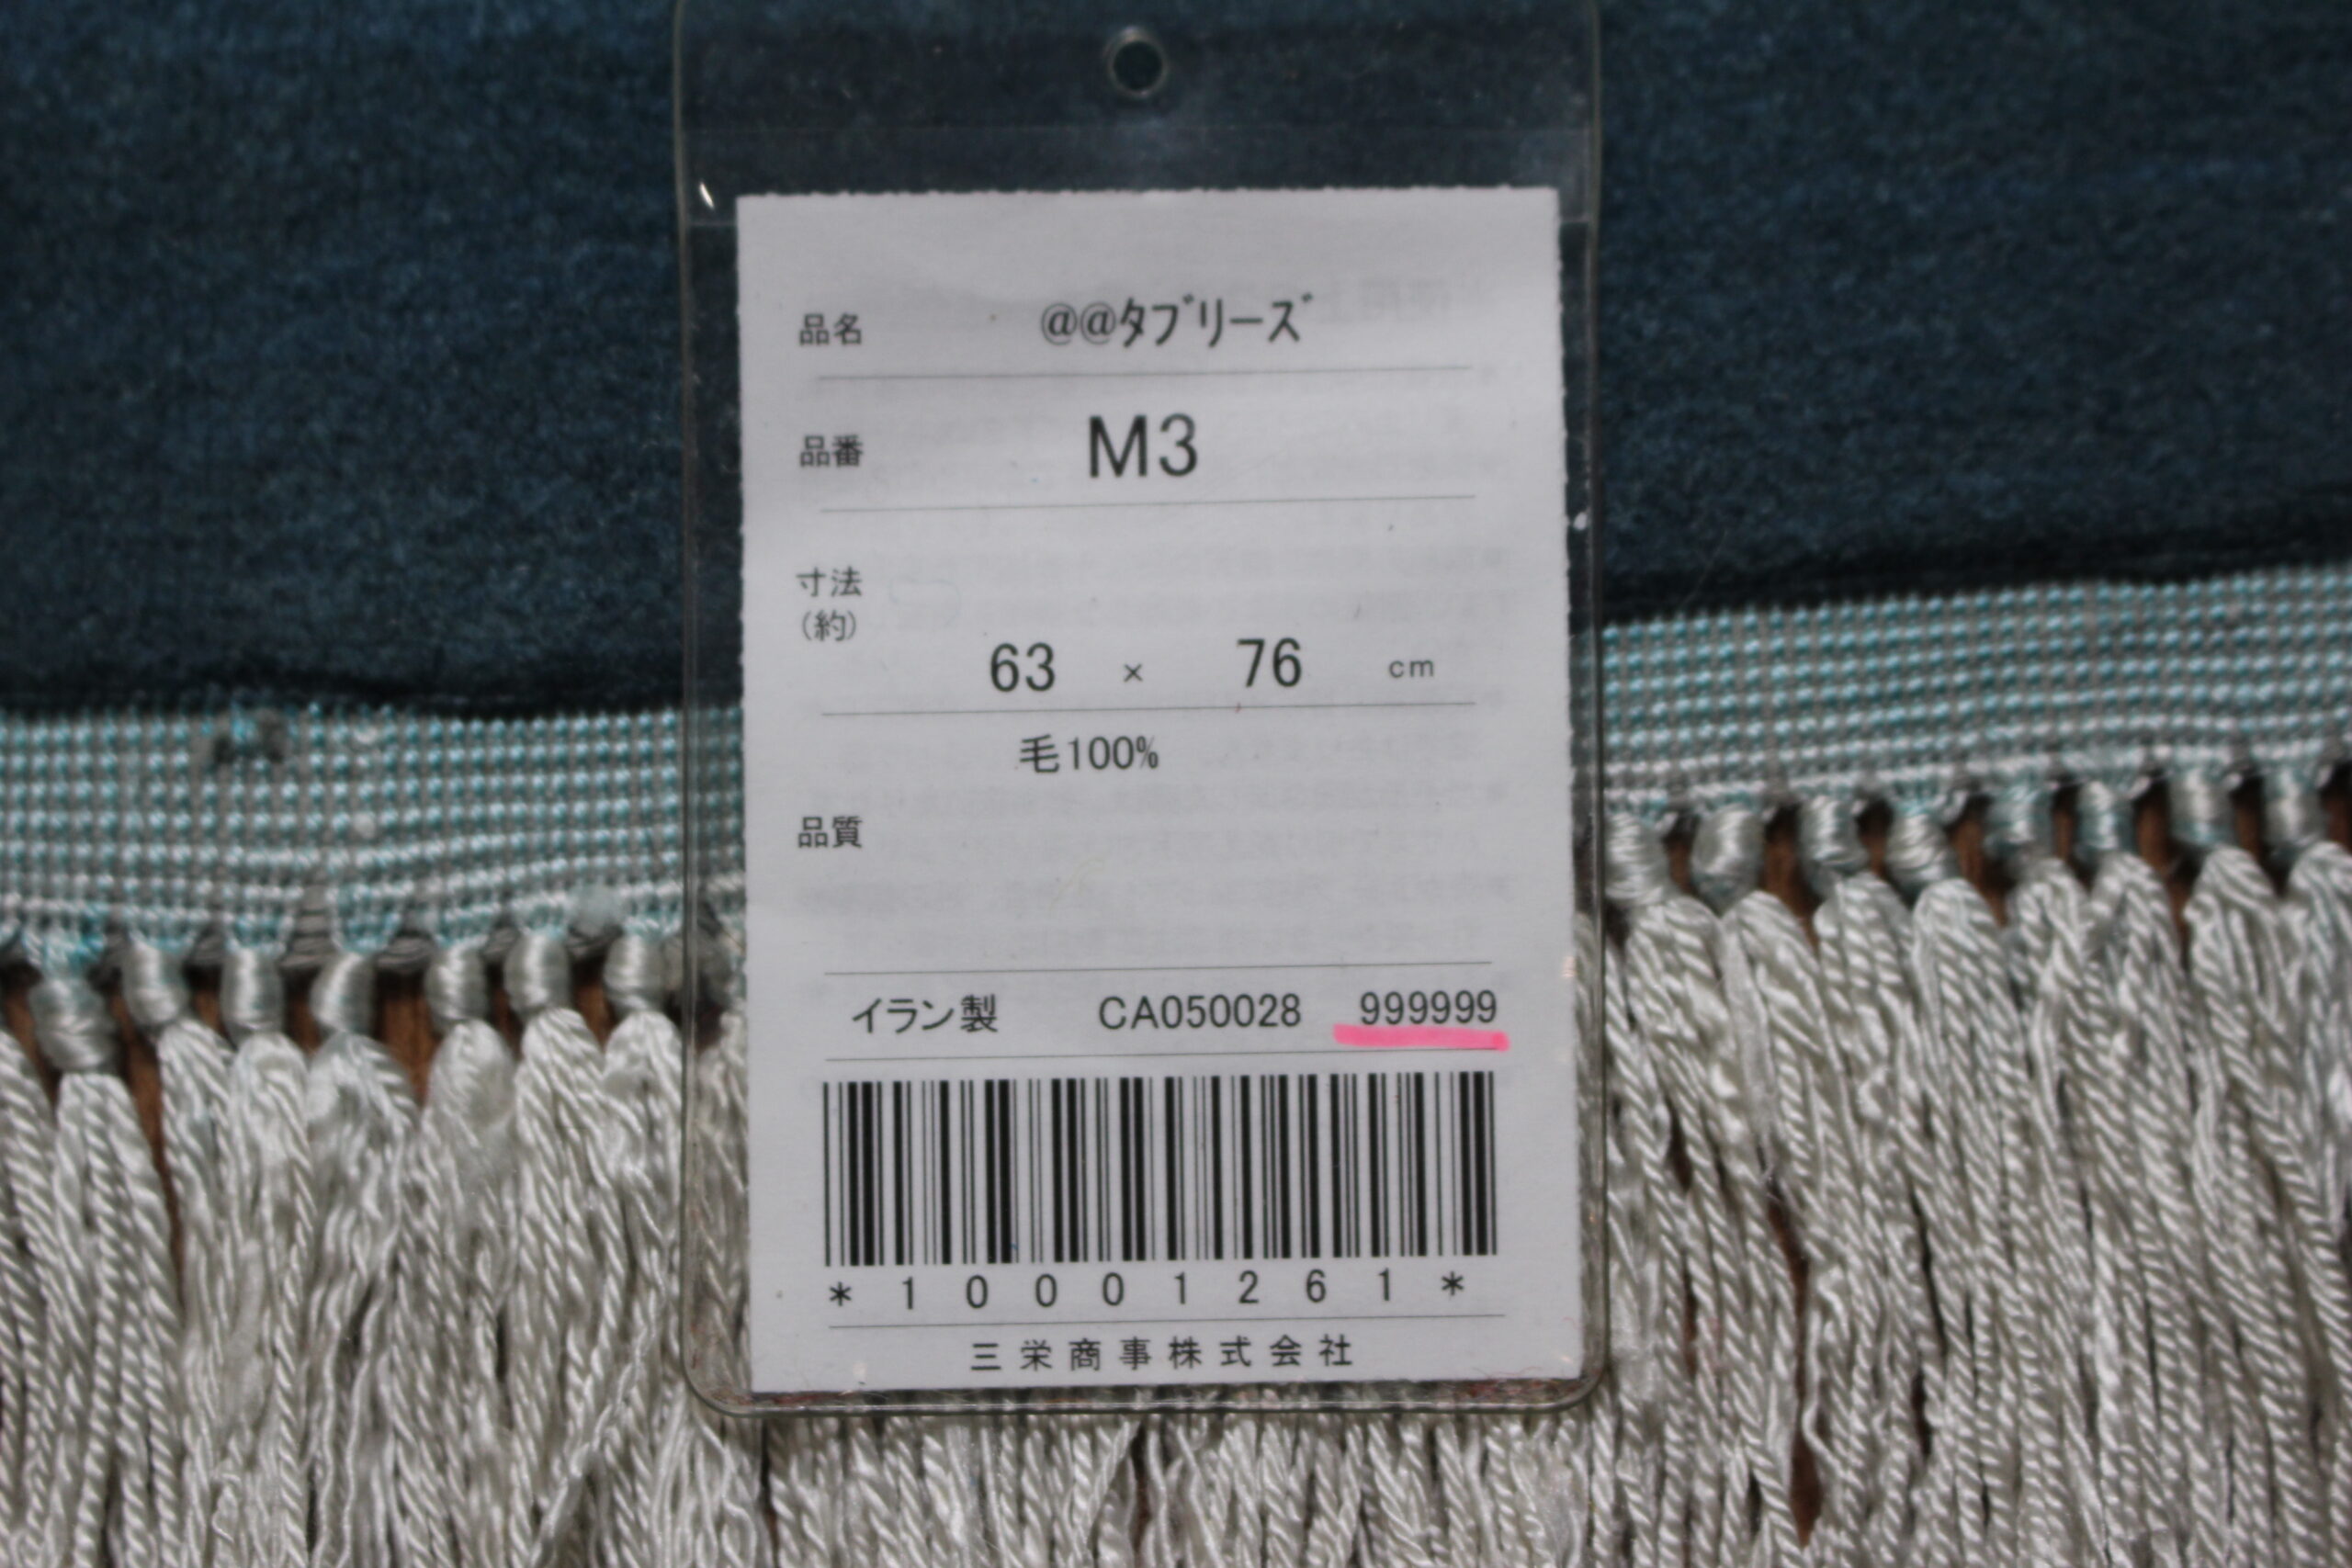 品名 @@ﾀﾌﾞﾘｰｽﾞ
品番 M3
寸法
(約)
63 × 76 cm
毛100%
品質
イラン製 CA050028 999999
*10001261*
三栄商事株式会社